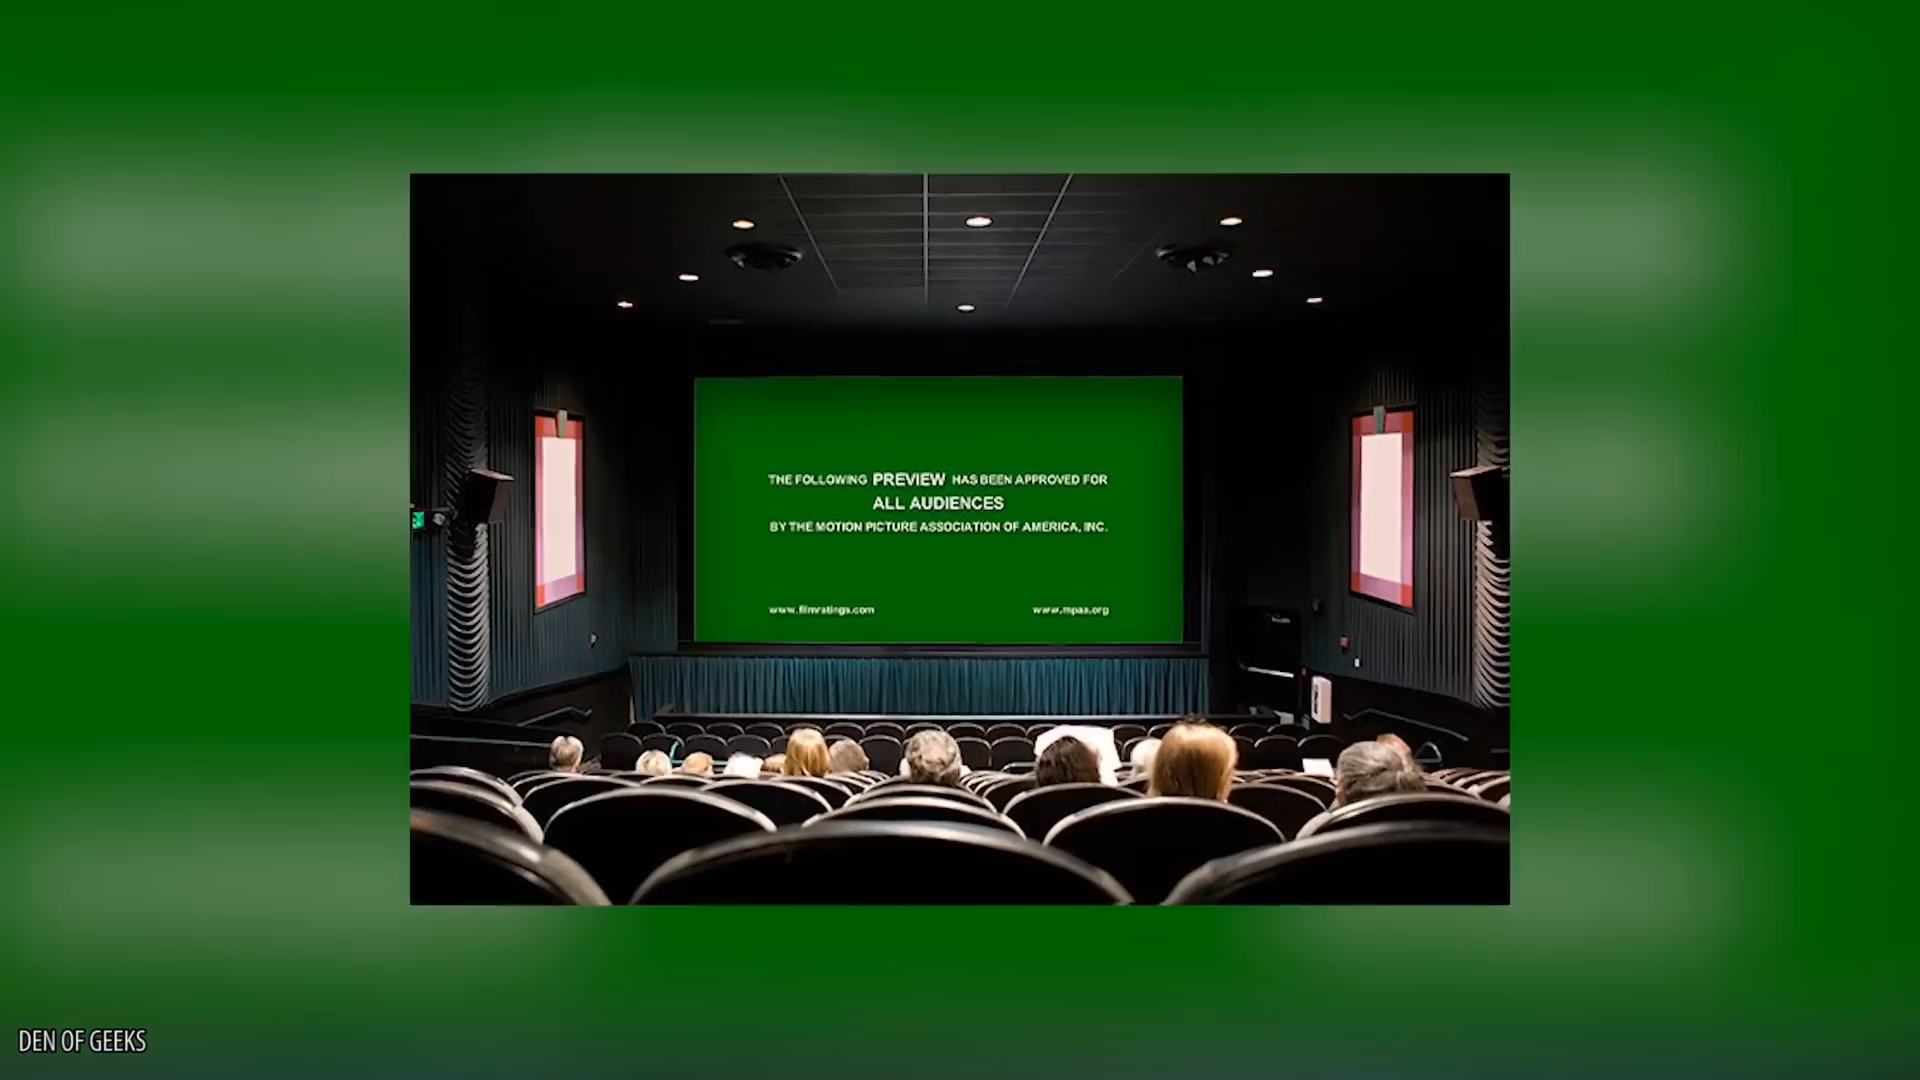 THE FOLLOWING PREVIEW HAS BEEN APPROVED FOR
ALL AUDIENCES
BY THE MOTION PICTURE ASSOCIATION OF AMERICA, INC.
www.filmratings.com www.mpaa.org
DEN OF GEEKS